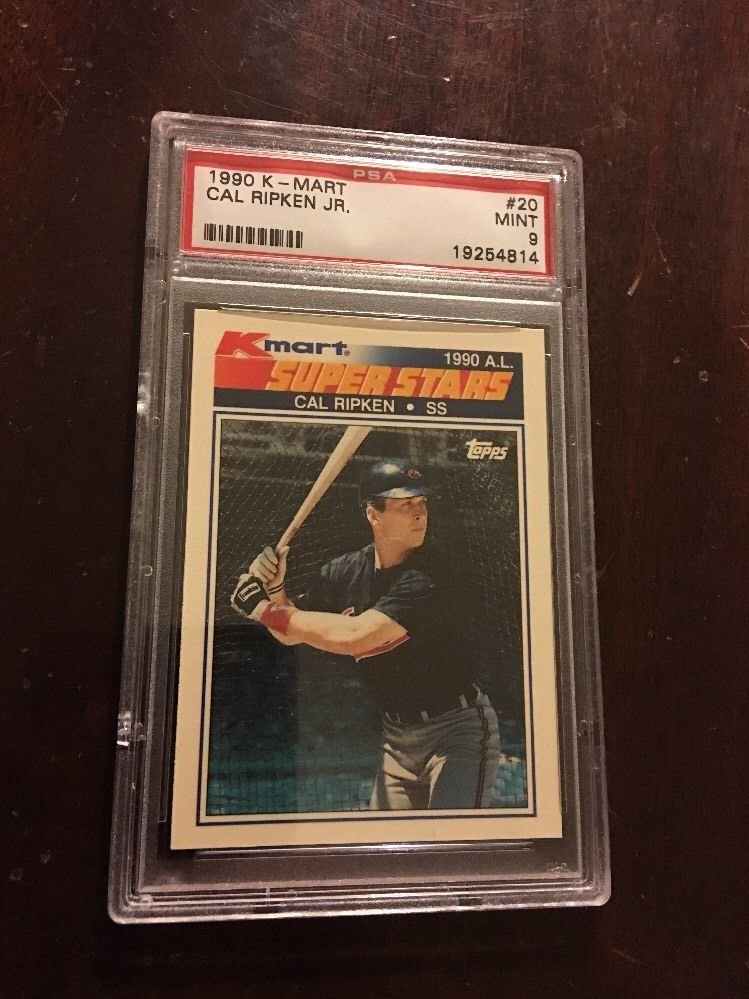 PSA
1990 K-MART #20
CAL RIPKEN JR. MINT
9
19254814
Kmart® 1990 A.L.
SUPER STARS
CAL RIPKEN • SS
topps